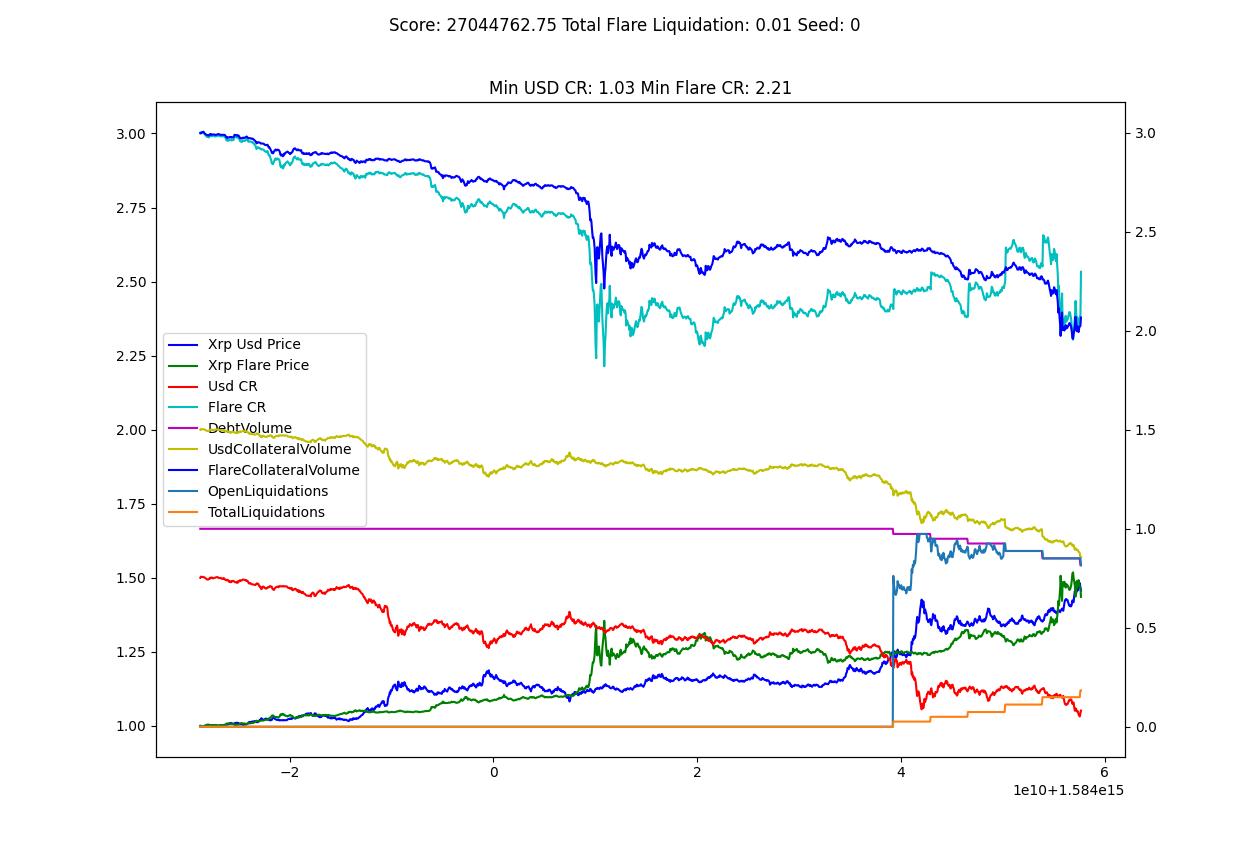 Score: 27044762.75 Total Flare Liquidation: 0.01 Seed: 0
Min USD CR: 1.03 Min Flare CR: 2.21
3.00
2.75
2.50
2.25
2.00
1.75
1.50
1.25
1.00
3.0
2.5
2.0
1.5
1.0
0.5
0.0
Xrp Usd Price
Xrp Flare Price
Usd CR
Flare CR
DebtVolume
UsdCollateralVolume
FlareCollateralVolume
OpenLiquidations
TotalLiquidations
−2 0 2 4 6
1e10+1.584e15